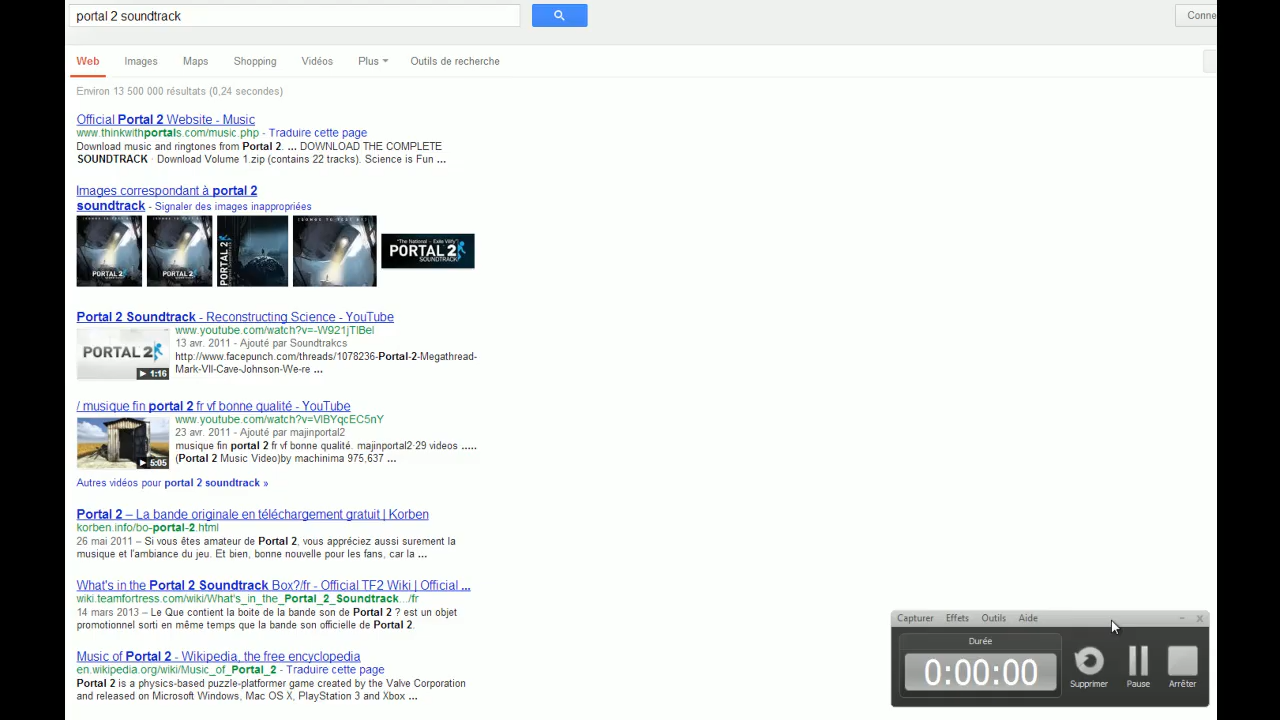 portal 2 soundtrack
Conne
Web Images Maps Shopping Vidéos Plus Outils de recherche
Environ 13 500 000 résultats (0,24 secondes)
Official Portal 2 Website - Music
www.thinkwithportals.com/music.php - Traduire cette page
Download music and ringtones from Portal 2. ... DOWNLOAD THE COMPLETE
SOUNDTRACK · Download Volume 1.zip (contains 22 tracks). Science is Fun ...
Images correspondant à portal 2
soundtrack - Signaler des images inappropriées
PORTAL 2
PORTAL 2
PORTAL 2
"The National - Exile Vilify"
PORTAL 2
SOUNDTRACK
Portal 2 Soundtrack - Reconstructing Science - YouTube
www.youtube.com/watch?v=-W921jTlBeI
13 avr. 2011 - Ajouté par Soundtrakcs
http://www.facepunch.com/threads/1078236-Portal-2-Megathread-
Mark-VII-Cave-Johnson-We-re ...
PORTAL 2
1:16
/ musique fin portal 2 fr vf bonne qualité - YouTube
www.youtube.com/watch?v=VlBYqcEC5nY
23 avr. 2011 - Ajouté par majinportal2
musique fin portal 2 fr vf bonne qualité. majinportal2·29 videos .....
(Portal 2 Music Video)by machinima 975,637 ...
5:05
Autres vidéos pour portal 2 soundtrack »
Portal 2 – La bande originale en téléchargement gratuit | Korben
korben.info/bo-portal-2.html
26 mai 2011 – Si vous êtes amateur de Portal 2, vous appréciez aussi surement la
musique et l'ambiance du jeu. Et bien, bonne nouvelle pour les fans, car la ...
What's in the Portal 2 Soundtrack Box?/fr - Official TF2 Wiki | Official ...
wiki.teamfortress.com/wiki/What's_in_the_Portal_2_Soundtrack.../fr
14 mars 2013 – Le Que contient la boite de la bande son de Portal 2 ? est un objet
promotionnel sorti en même temps que la bande son officielle de Portal 2.
Music of Portal 2 - Wikipedia, the free encyclopedia
en.wikipedia.org/wiki/Music_of_Portal_2 - Traduire cette page
Portal 2 is a physics-based puzzle-platformer game created by the Valve Corporation
and released on Microsoft Windows, Mac OS X, PlayStation 3 and Xbox ...
Capturer Effets Outils Aide
Durée
0:00:00
Supprimer Pause Arrêter